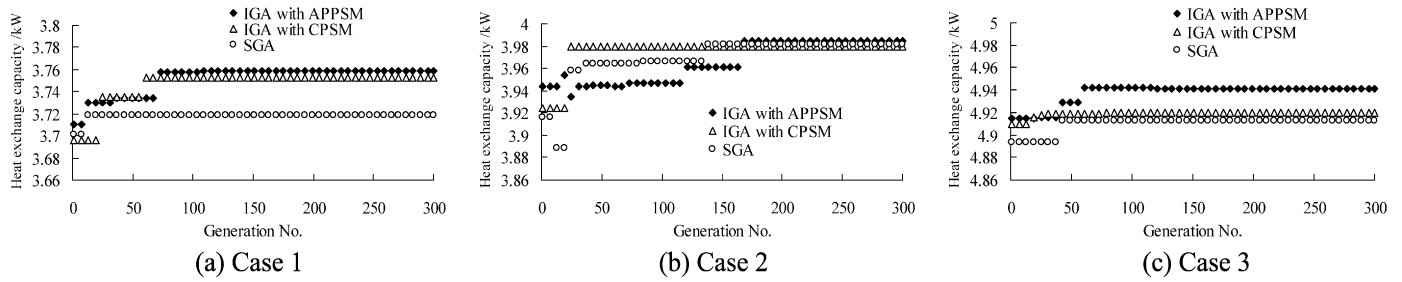 Heat exchange capacity /kW
3.8
3.78
3.76
3.74
3.72
3.7
3.68
3.66
0 50 100 150 200 250 300
Generation No.
IGA with APPSM
IGA with CPSM
SGA
(a) Case 1
Heat exchange capacity /kW
4
3.98
3.96
3.94
3.92
3.9
3.88
3.86
0 50 100 150 200 250 300
Generation No.
IGA with APPSM
IGA with CPSM
SGA
(b) Case 2
Heat exchange capacity /kW
5
4.98
4.96
4.94
4.92
4.9
4.88
4.86
0 50 100 150 200 250 300
Generation No.
IGA with APPSM
IGA with CPSM
SGA
(c) Case 3